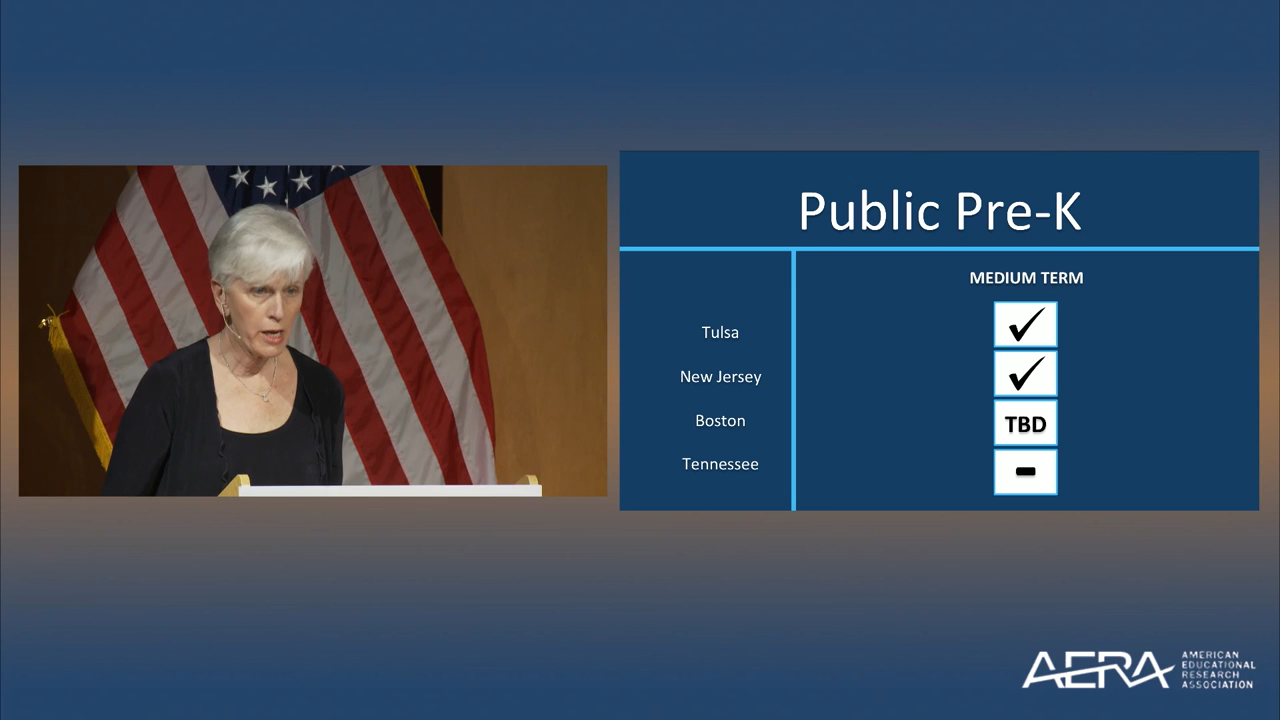 Public Pre-K
MEDIUM TERM
Tulsa
New Jersey
Boston
TBD
Tennessee
-
AERA
AMERICAN
EDUCATIONAL
RESEARCH
ASSOCIATION